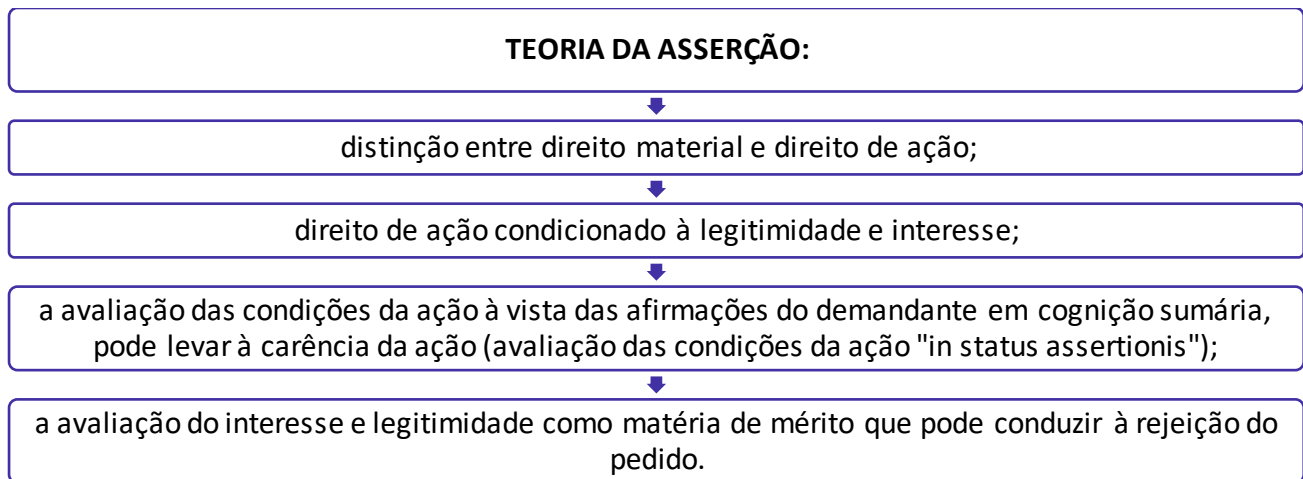 TEORIA DA ASSERÇÃO:
distinção entre direito material e direito de ação;
direito de ação condicionado à legitimidade e interesse;
a avaliação das condições da ação à vista das afirmações do demandante em cognição sumária,
pode levar à carência da ação (avaliação das condições da ação "in status assertionis");
a avaliação do interesse e legitimidade como matéria de mérito que pode conduzir à rejeição do
pedido.